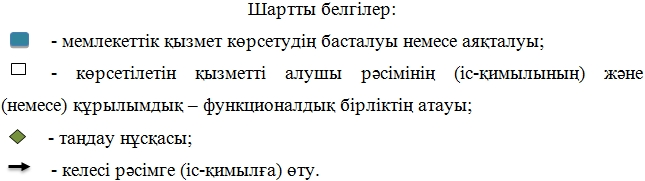 Шартты белгілер:
- мемлекеттік қызмет көрсетудің басталуы немесе аяқталуы;
- көрсетілетін қызметті алушы рәсімінің (іс-қимылының) және
(немесе) құрылымдық – функционалдық бірліктің атауы;
- таңдау нұсқасы;
- келесі рәсімге (іс-қимылға) өту.